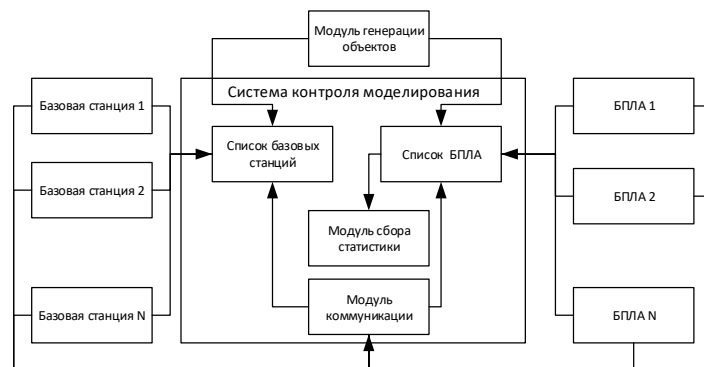 Модуль генерации
объектов
Система контроля моделирования
Базовая станция 1
БПЛА 1
Список базовых
станций
Список БПЛА
Базовая станция 2
БПЛА 2
Модуль сбора
статистики
Базовая станция N
Модуль
коммуникации
БПЛА N